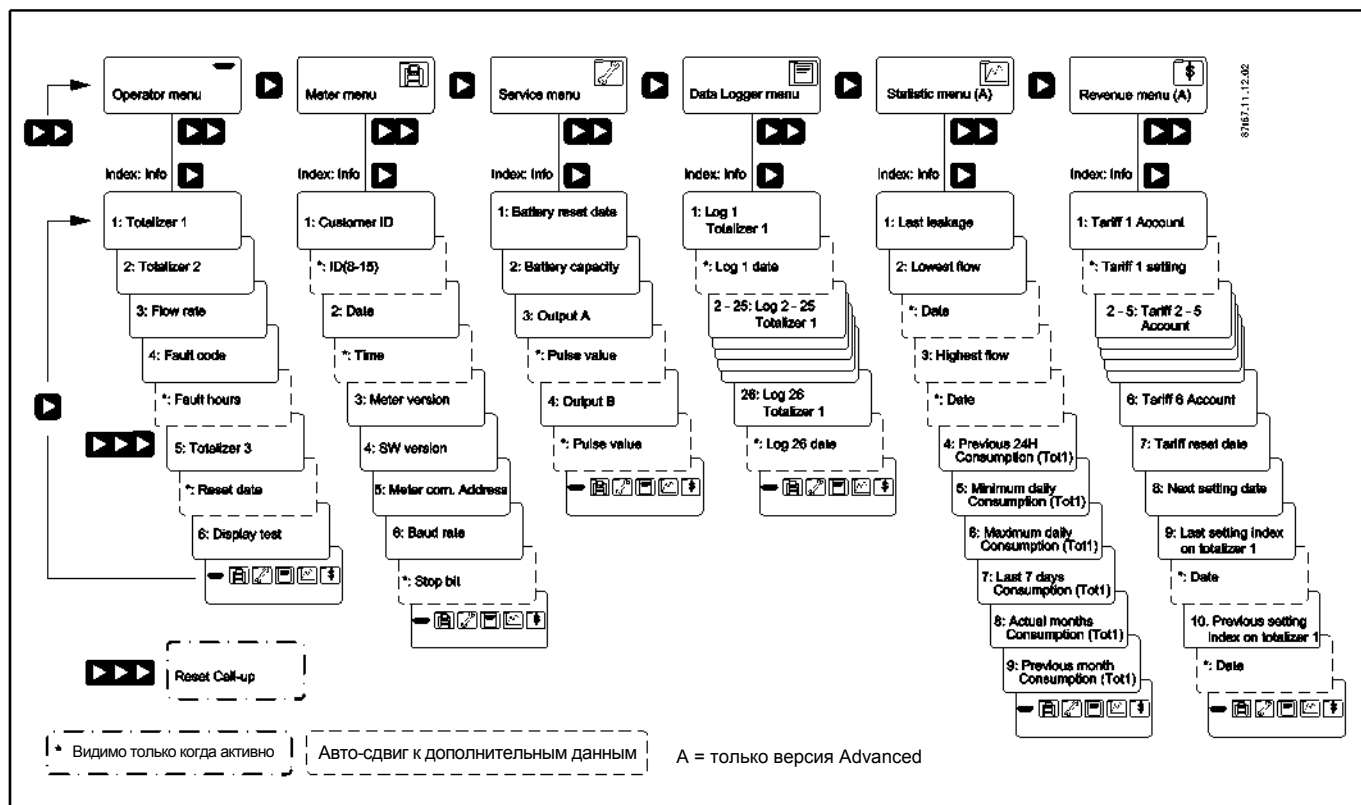 Operator menu
Meter menu
Service menu
Data Logger menu
Statistic menu (A)
Revenue menu (A)
87I67.11.12.02
Index: Info
Index: Info
Index: Info
Index: Info
Index: Info
Index: Info
1: Totalizer 1
2: Totalizer 2
3: Flow rate
4: Fault code
*: Fault hours
5: Totalizer 3
*: Reset date
6: Display test
1: Customer ID
*: ID(8-15)
2: Date
*: Time
3: Meter version
4: SW version
5: Meter com. Address
6: Baud rate
*: Stop bit
1: Battery reset date
2: Battery capacity
3: Output A
*: Pulse value
4: Output B
*: Pulse value
1: Log 1
Totalizer 1
*: Log 1 date
2 - 25: Log 2 - 25
Totalizer 1
26: Log 26
Totalizer 1
*: Log 26 date
1: Last leakage
2: Lowest flow
*: Date
3: Highest flow
*: Date
4: Previous 24H
Consumption (Tot1)
5: Minimum daily
Consumption (Tot1)
6: Maximum daily
Consumption (Tot1)
7: Last 7 days
Consumption (Tot1)
8: Actual months
Consumption (Tot1)
9: Previous month
Consumption (Tot1)
1: Tariff 1 Account
*: Tariff 1 setting
2 - 5: Tariff 2 - 5
Account
6: Tariff 6 Account
7: Tariff reset date
8: Next setting date
9: Last setting index
on totalizer 1
*: Date
10. Previous setting
Index on totalizer 1
*: Date
Reset Call-up
* Видимо только когда активно
Авто-сдвиг к дополнительным данным
A = только версия Advanced